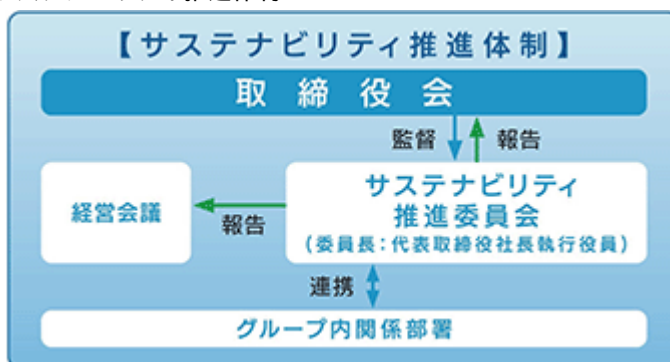 【サステナビリティ推進体制】
取締役会
監督
報告
経営会議
報告
サステナビリティ
推進委員会
(委員長:代表取締役社長執行役員)
連携
グループ内関係部署